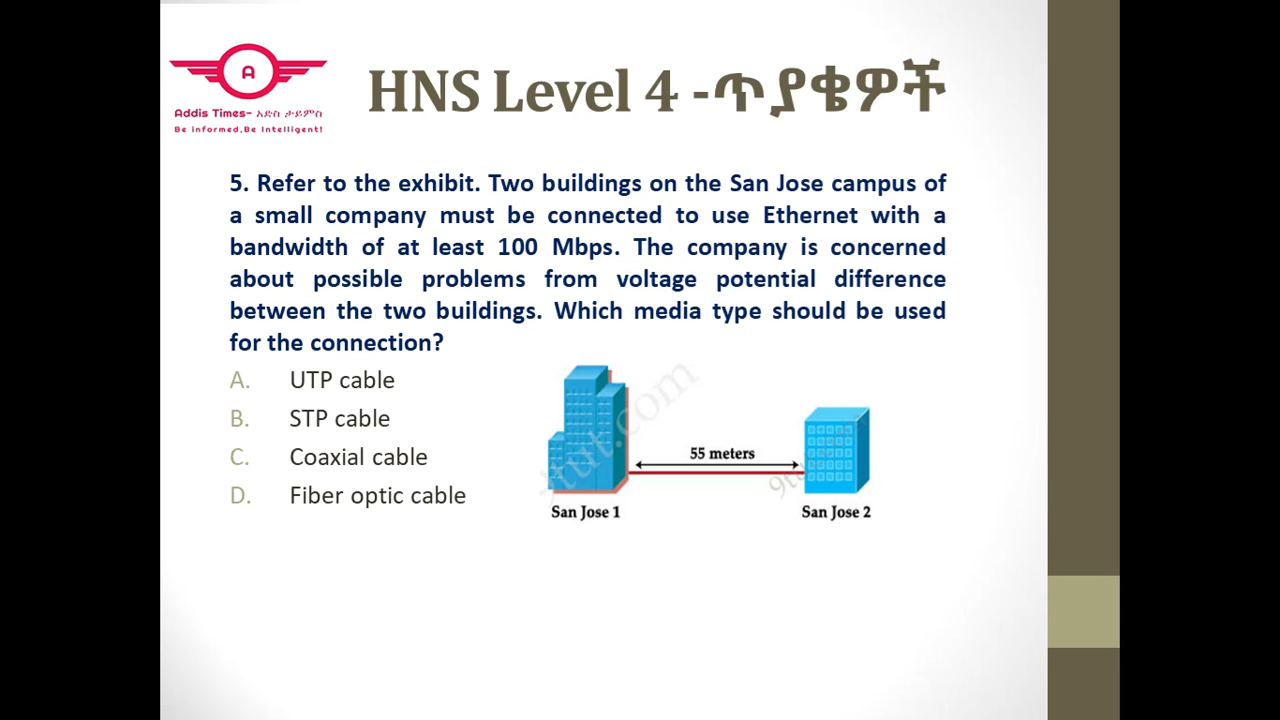 A
Addis Times- አዲስ ታይምስ
Be informed,Be Intelligent!
HNS Level 4 -ጥያቄዎች
5. Refer to the exhibit. Two buildings on the San Jose campus of
a small company must be connected to use Ethernet with a
bandwidth of at least 100 Mbps. The company is concerned
about possible problems from voltage potential difference
between the two buildings. Which media type should be used
for the connection?
A. UTP cable
B. STP cable
C. Coaxial cable
D. Fiber optic cable
55 meters
San Jose 1
San Jose 2